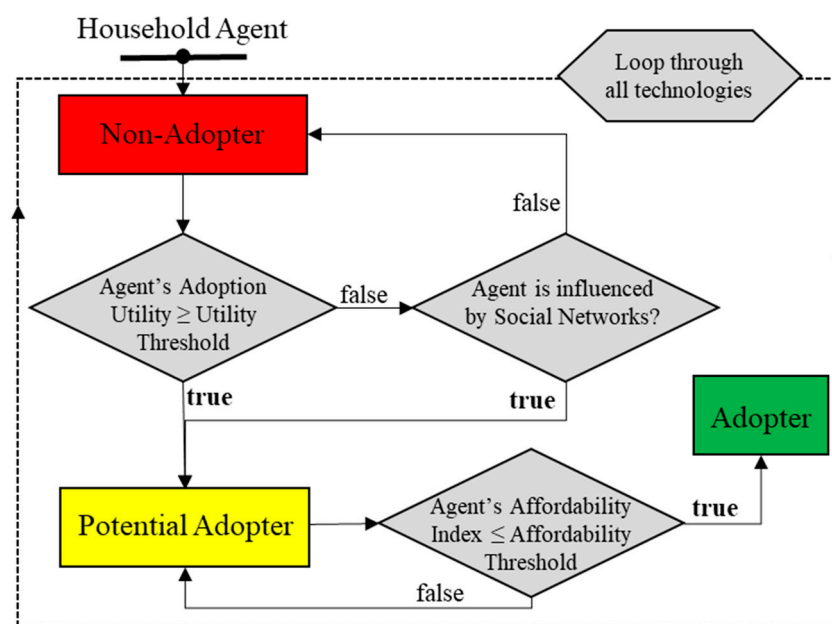 Household Agent
Loop through
all technologies
Non-Adopter
false
Agent's Adoption
Utility ≥ Utility
Threshold
false
Agent is influenced
by Social Networks?
true
true
Adopter
Potential Adopter
Agent's Affordability
Index ≤ Affordability
Threshold
true
false